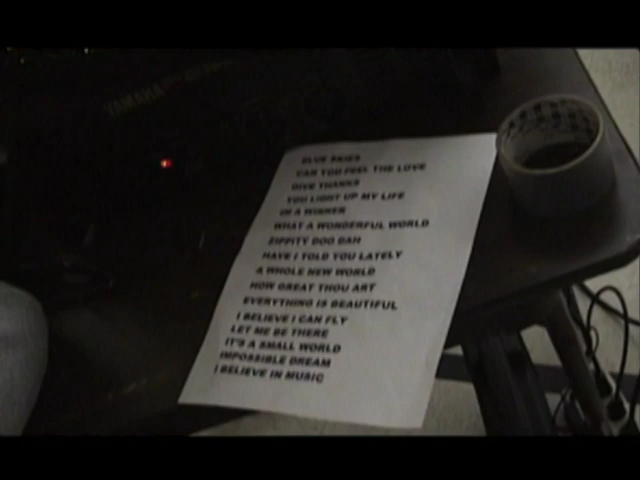 YAMAHA
BLUE SKIES
CAN YOU FEEL THE LOVE
GIVE THANKS
YOU LIGHT UP MY LIFE
IM A WINNER
WHAT A WONDERFUL WORLD
ZIPPITY DOO DAH
HAVE I TOLD YOU LATELY
A WHOLE NEW WORLD
HOW GREAT THOU ART
EVERYTHING IS BEAUTIFUL
I BELIEVE I CAN FLY
LET ME BE THERE
IT'S A SMALL WORLD
IMPOSSIBLE DREAM
I BELIEVE IN MUSIC